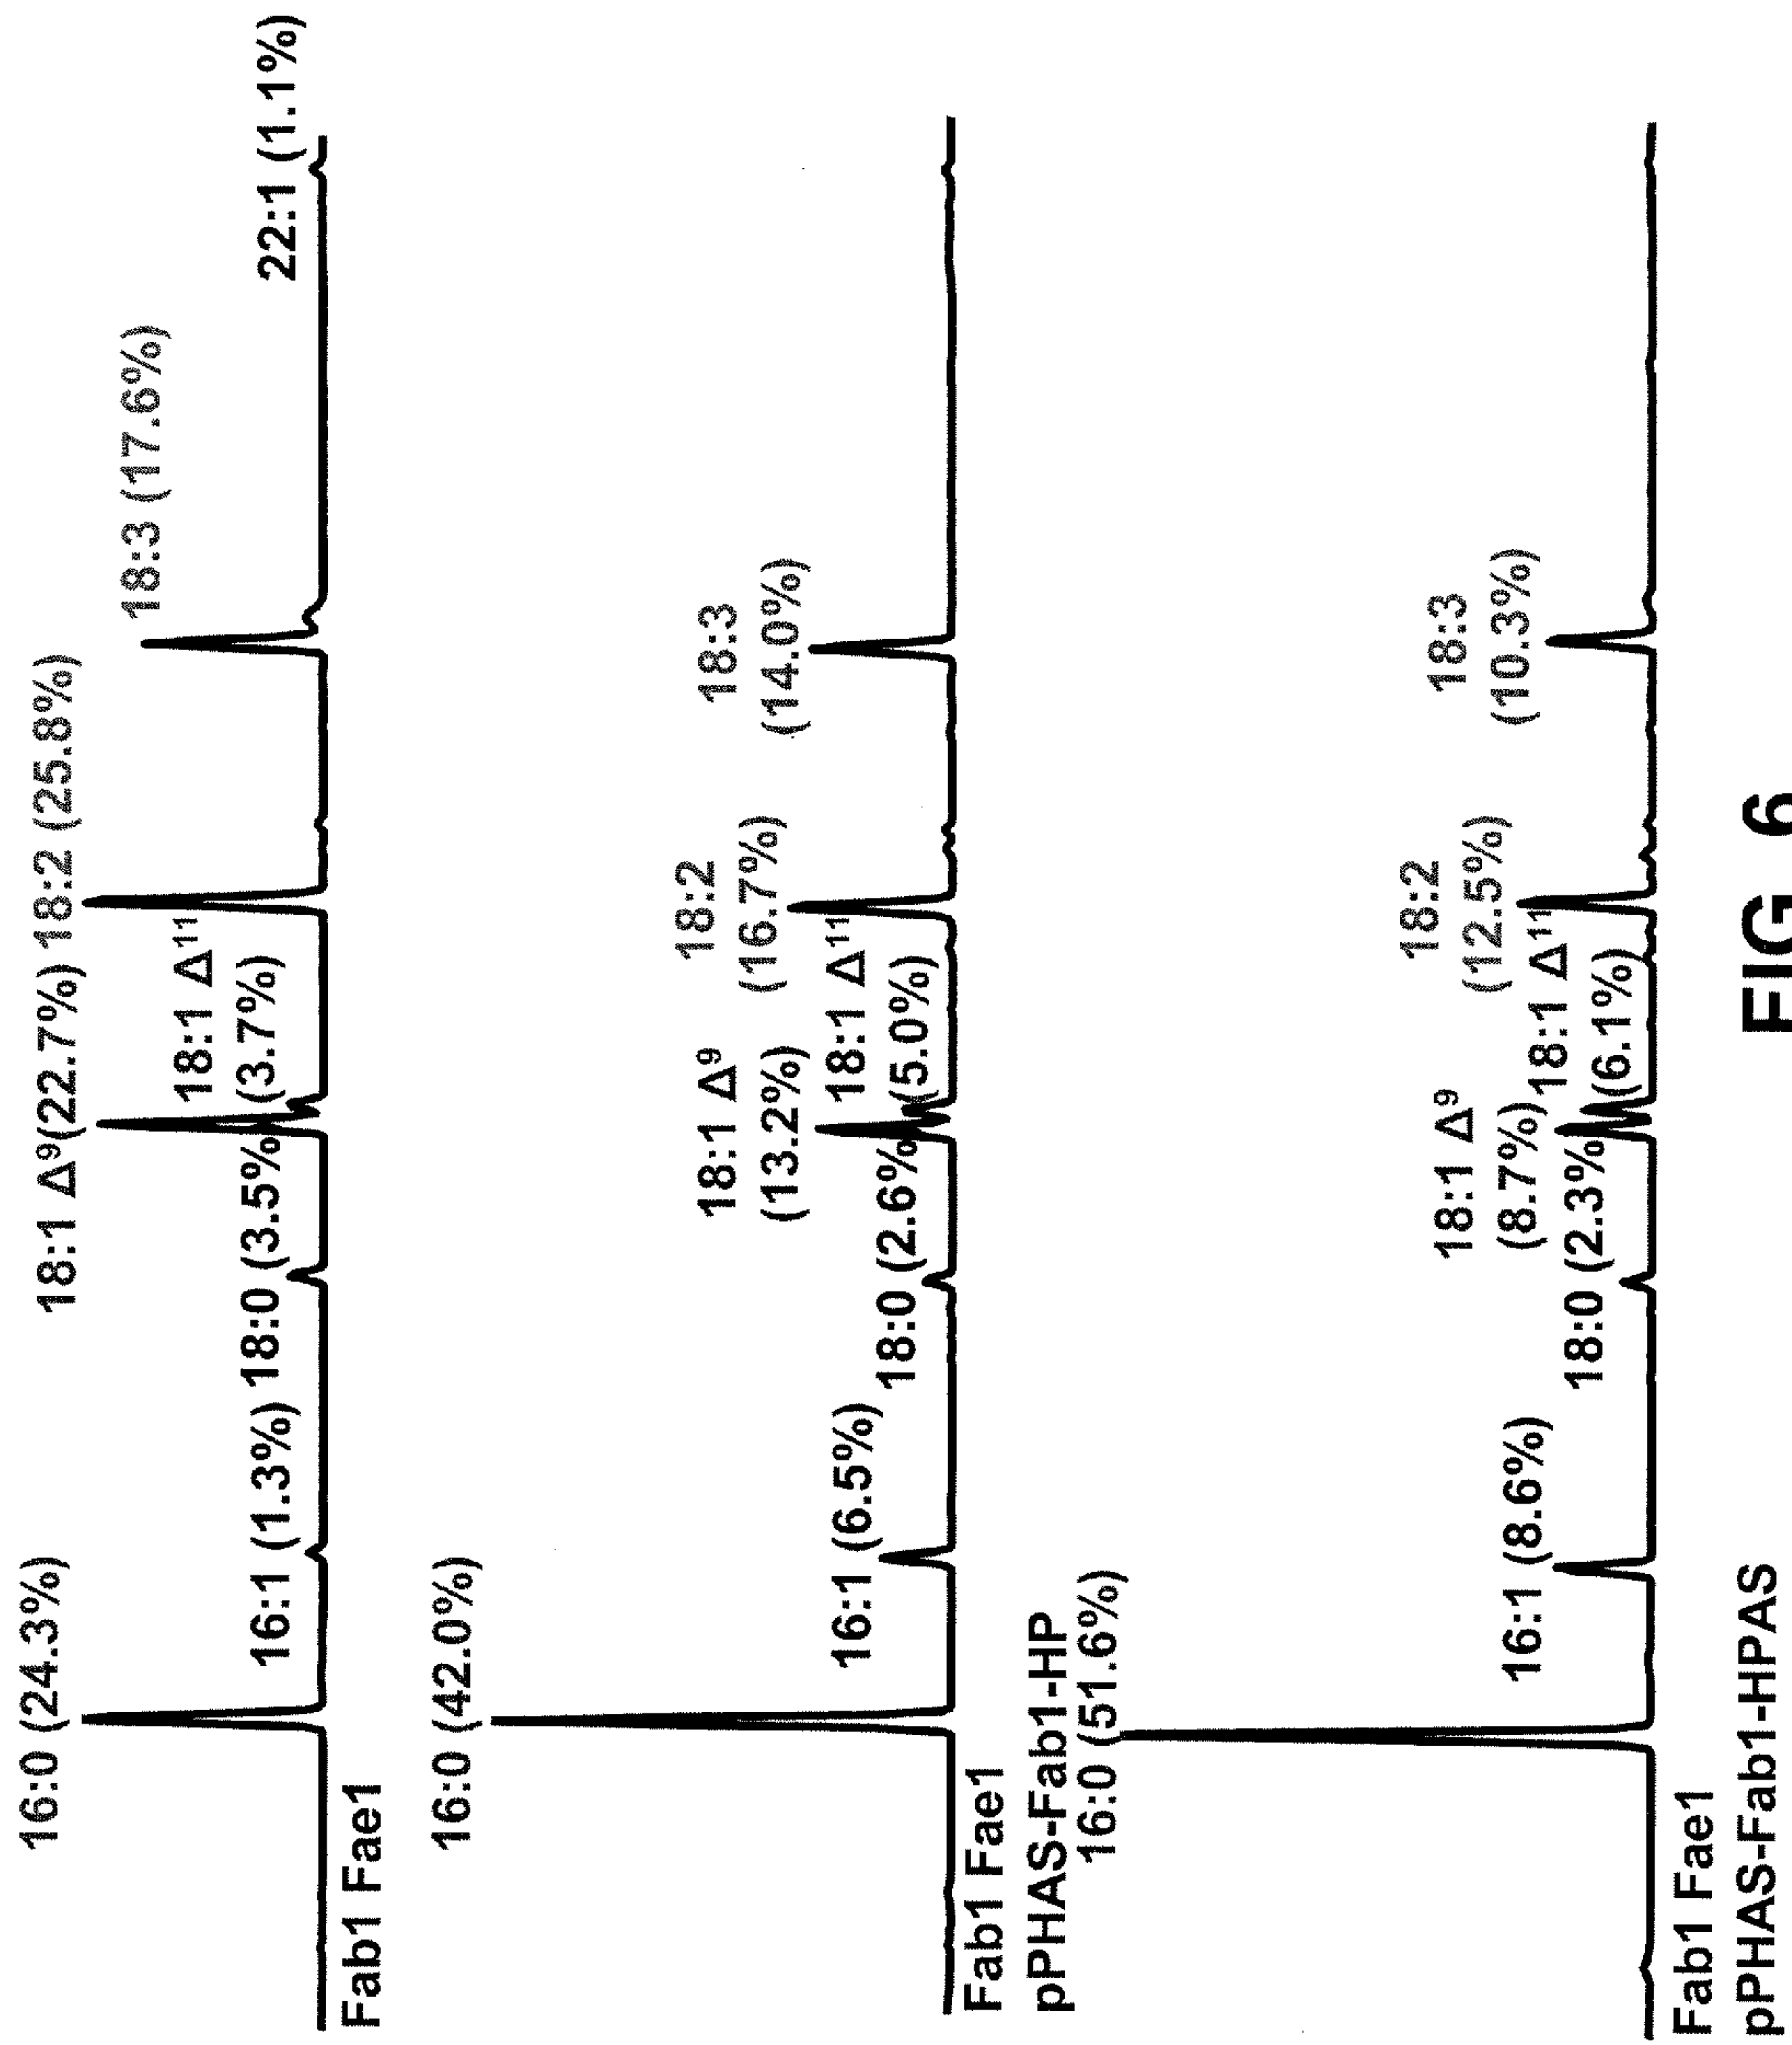 16:0 (24.3%)
16:1 (1.3%)
18:0 (3.5%)
18:1 Δ⁹(22.7%)
18:1 Δ¹¹
(3.7%)
18:2 (25.8%)
18:3 (17.6%)
22:1 (1.1%)
Fab1 Fae1
16:0 (42.0%)
16:1 (6.5%)
18:0 (2.6%
18:1 Δ⁹
(13.2%)
18:1 Δ¹¹
(5.0%)
18:2
(16.7%)
18:3
(14.0%)
Fab1 Fae1
pPHAS-Fab1-HP
16:0 (51.6%)
16:1 (8.6%)
18:0 (2.3%
18:1 Δ⁹
(8.7%)
18:1 Δ¹¹
(6.1%)
18:2
(12.5%)
18:3
(10.3%)
Fab1 Fae1
pPHAS-Fab1-HPAS
FIG 6